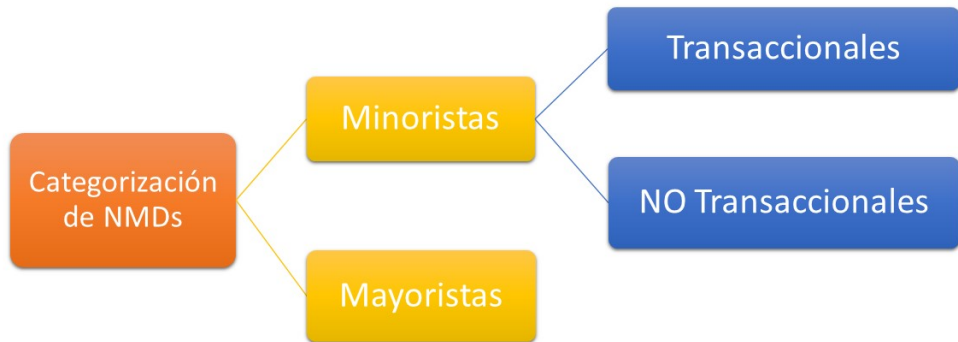 Categorización
de NMDs
Minoristas
Mayoristas
Transaccionales
NO Transaccionales